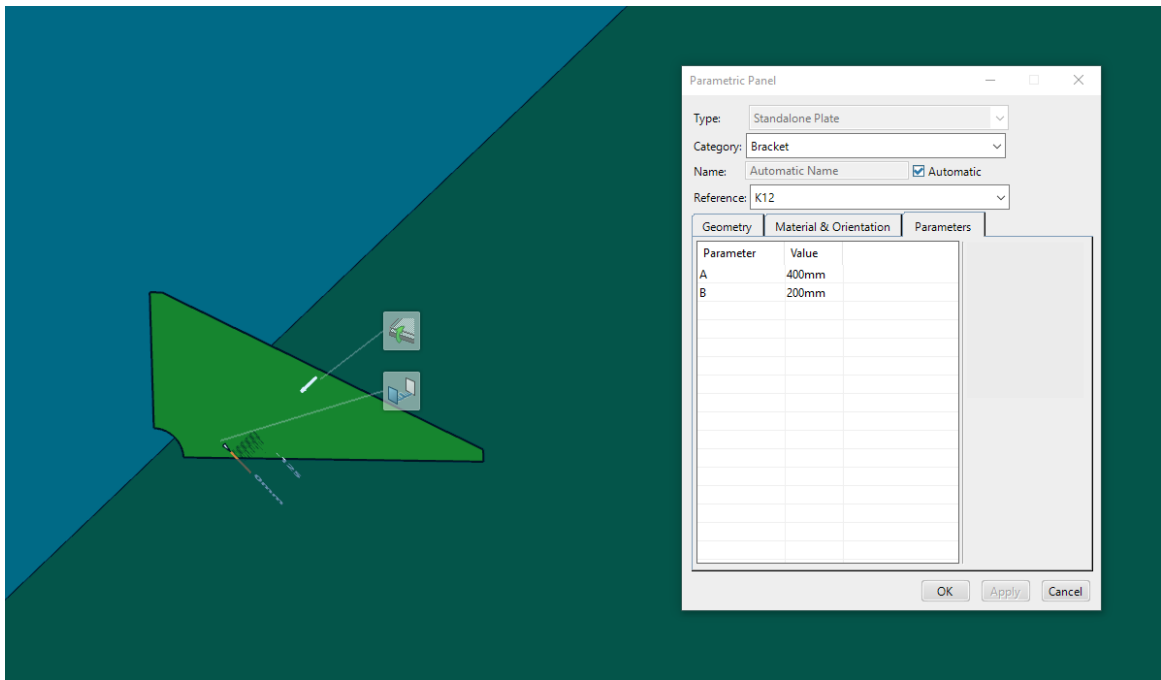 Parametric Panel
Type: Standalone Plate
Category: Bracket
Name: Automatic Name Automatic
Reference: K12
Geometry Material & Orientation Parameters
Parameter Value
A 400mm
B 200mm
OK Apply Cancel
0mm